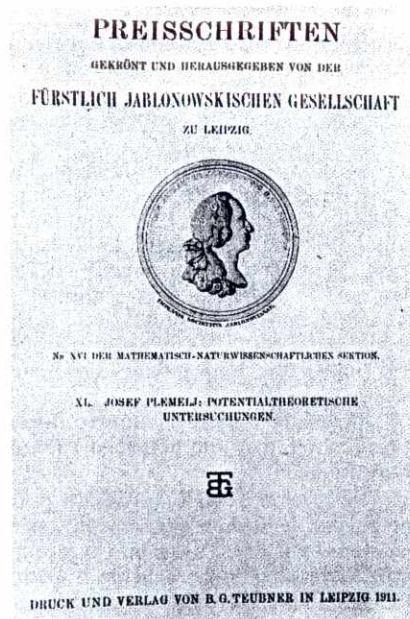 PREISSCHRIFTEN
GEKRÖNT UND HERAUSGEGEBEN VON DER
FÜRSTLICH JABLONOWSKISCHEN GESELLSCHAFT
ZU LEIPZIG.
No XVI DER MATHEMATISCH-NATURWISSENSCHAFTLICHEN SEKTION.
XL. JOSEF PLEMELJ: POTENTIALTHEORETISCHE
UNTERSUCHUNGEN.
DRUCK UND VERLAG VON B. G. TEUBNER IN LEIPZIG 1911.